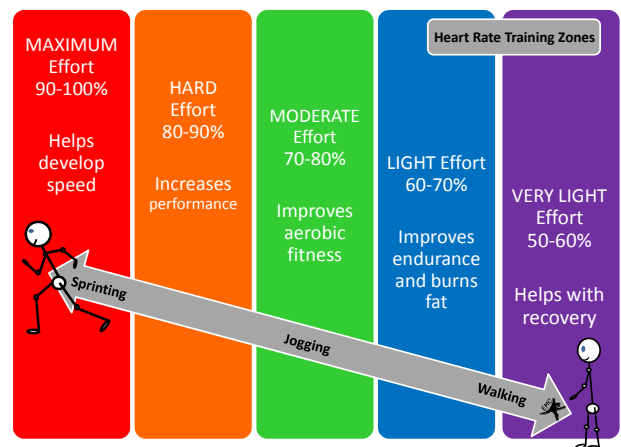 Heart Rate Training Zones
MAXIMUM
Effort
90-100%
Helps
develop
speed
HARD
Effort
80-90%
Increases
performance
MODERATE
Effort
70-80%
Improves
aerobic
fitness
LIGHT Effort
60-70%
Improves
endurance
and burns
fat
VERY LIGHT
Effort
50-60%
Helps with
recovery
Sprinting
Jogging
Walking
EMC